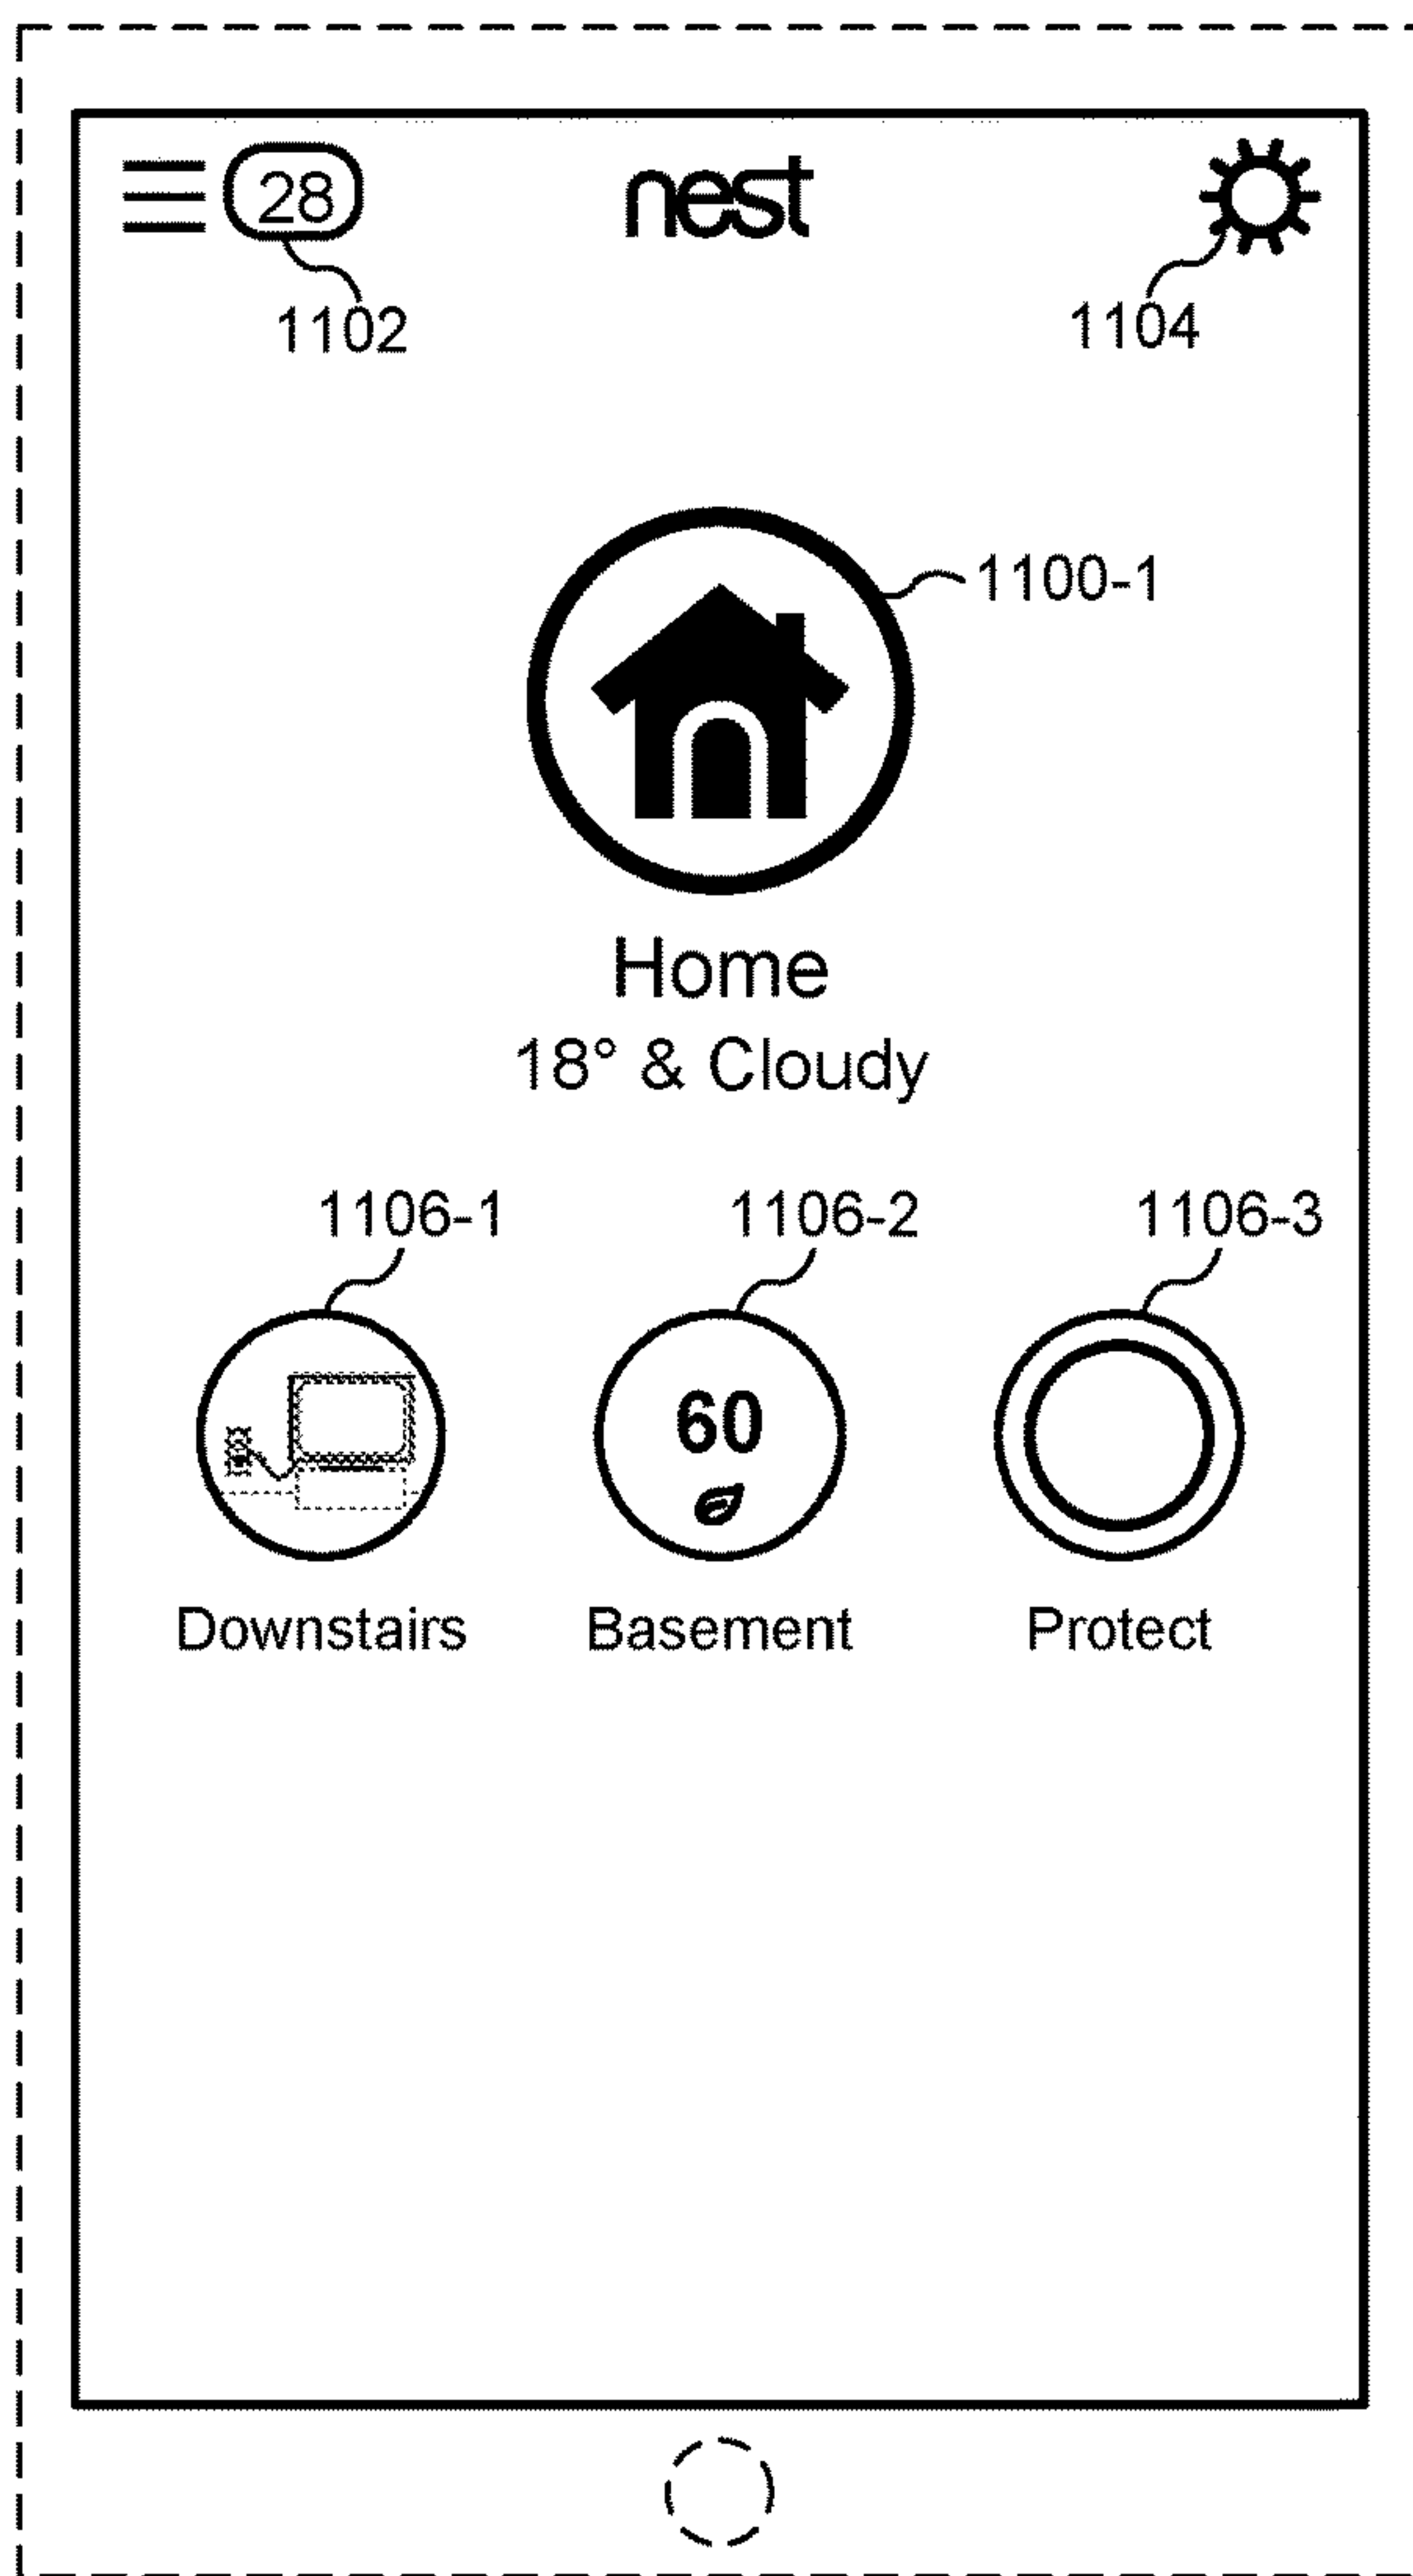 28 nest
1102 1104
1100-1
Home
18° & Cloudy
1106-1 1106-2 1106-3
60
Downstairs Basement Protect